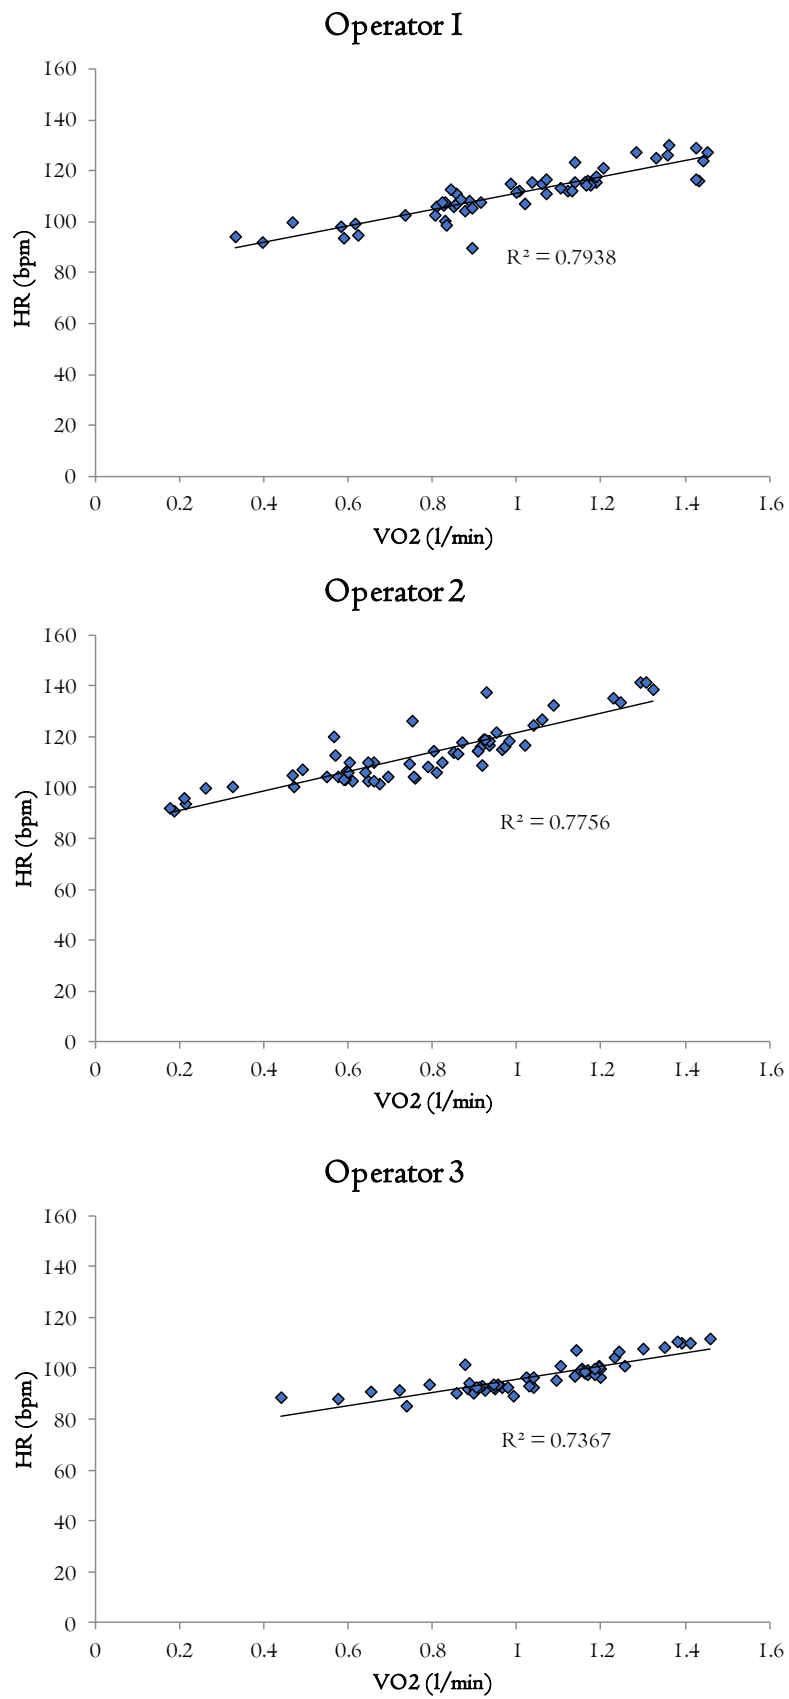 Operator 1
160
140
120
100
80
60
40
20
0
HR (bpm)
R² = 0.7938
0 0.2 0.4 0.6 0.8 1 1.2 1.4 1.6
VO2 (l/min)
Operator 2
160
140
120
100
80
60
40
20
0
HR (bpm)
R² = 0.7756
0 0.2 0.4 0.6 0.8 1 1.2 1.4 1.6
VO2 (l/min)
Operator 3
160
140
120
100
80
60
40
20
0
HR (bpm)
R² = 0.7367
0 0.2 0.4 0.6 0.8 1 1.2 1.4 1.6
VO2 (l/min)